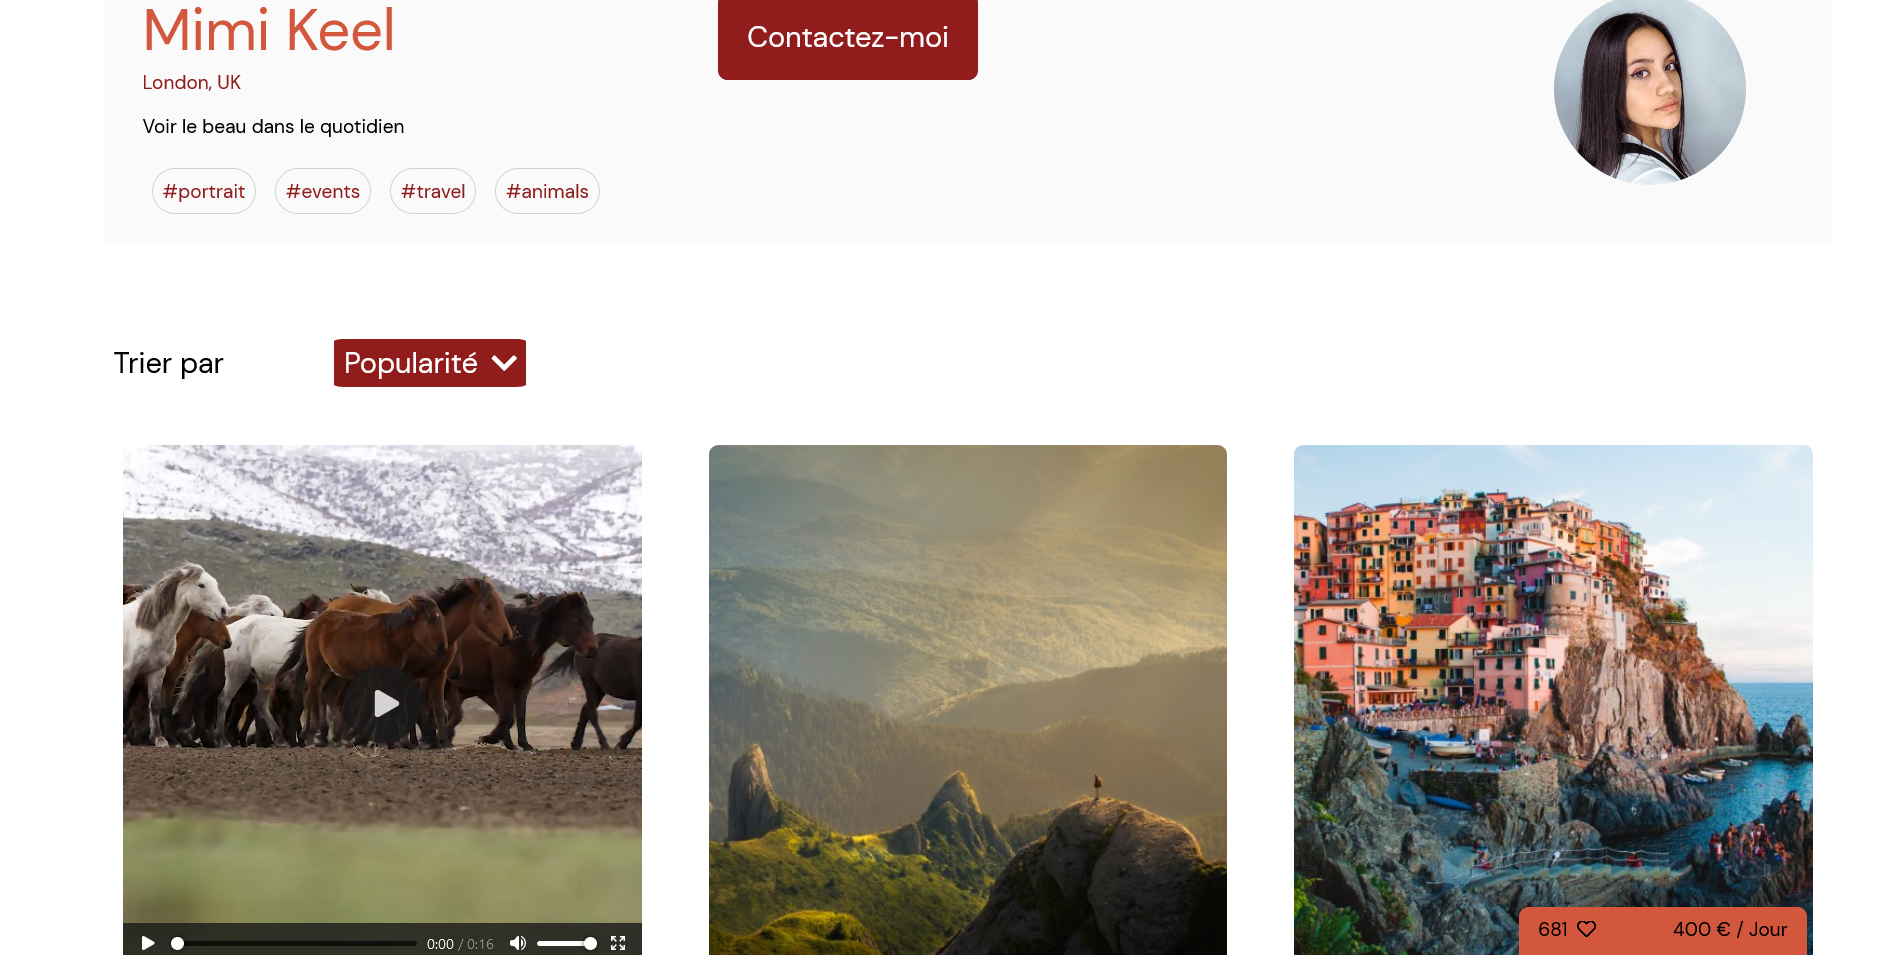 Mimi Keel
Contactez-moi
London, UK
Voir le beau dans le quotidien
#portrait #events #travel #animals
Trier par Popularité
0:00 / 0:16
681 400 € / Jour